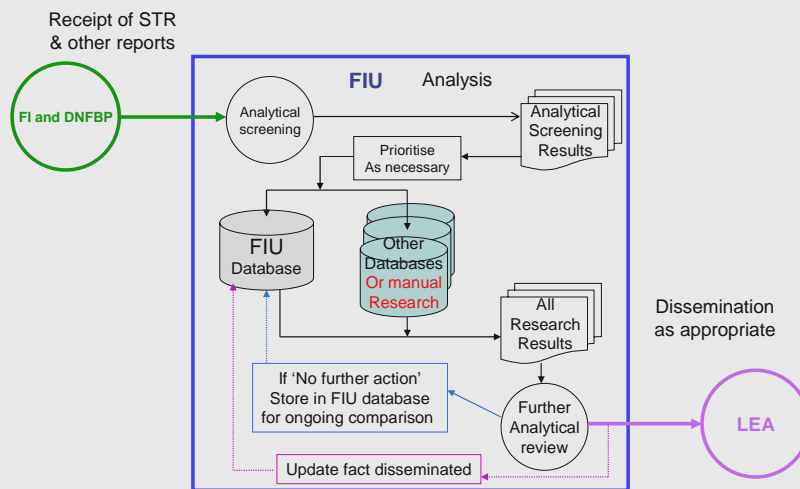 Receipt of STR
& other reports
FIU Analysis
FI and DNFBP
Analytical
screening
Analytical
Screening
Results
Prioritise
As necessary
FIU
Database
Other
Databases
Or manual
Research
All
Research
Results
Dissemination
as appropriate
If ‘No further action’
Store in FIU database
for ongoing comparison
Further
Analytical
review
LEA
Update fact disseminated